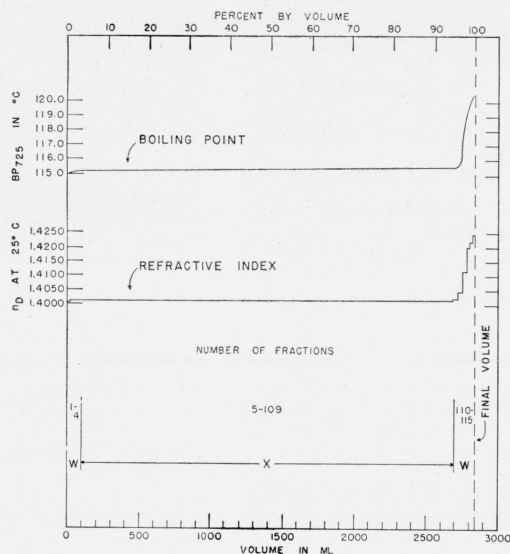 PERCENT BY VOLUME
0 10 20 30 40 50 60 70 80 90 100
BP725 IN °C
120.0
119.0
118.0
117.0
116.0
115.0
BOILING POINT
nD AT 25° C
1.4250
1.4200
1.4150
1.4100
1.4050
1.4000
REFRACTIVE INDEX
NUMBER OF FRACTIONS
1-
4
5-109
110-
115
FINAL VOLUME
W X W
0 500 1000 1500 2000 2500 3000
VOLUME IN ML